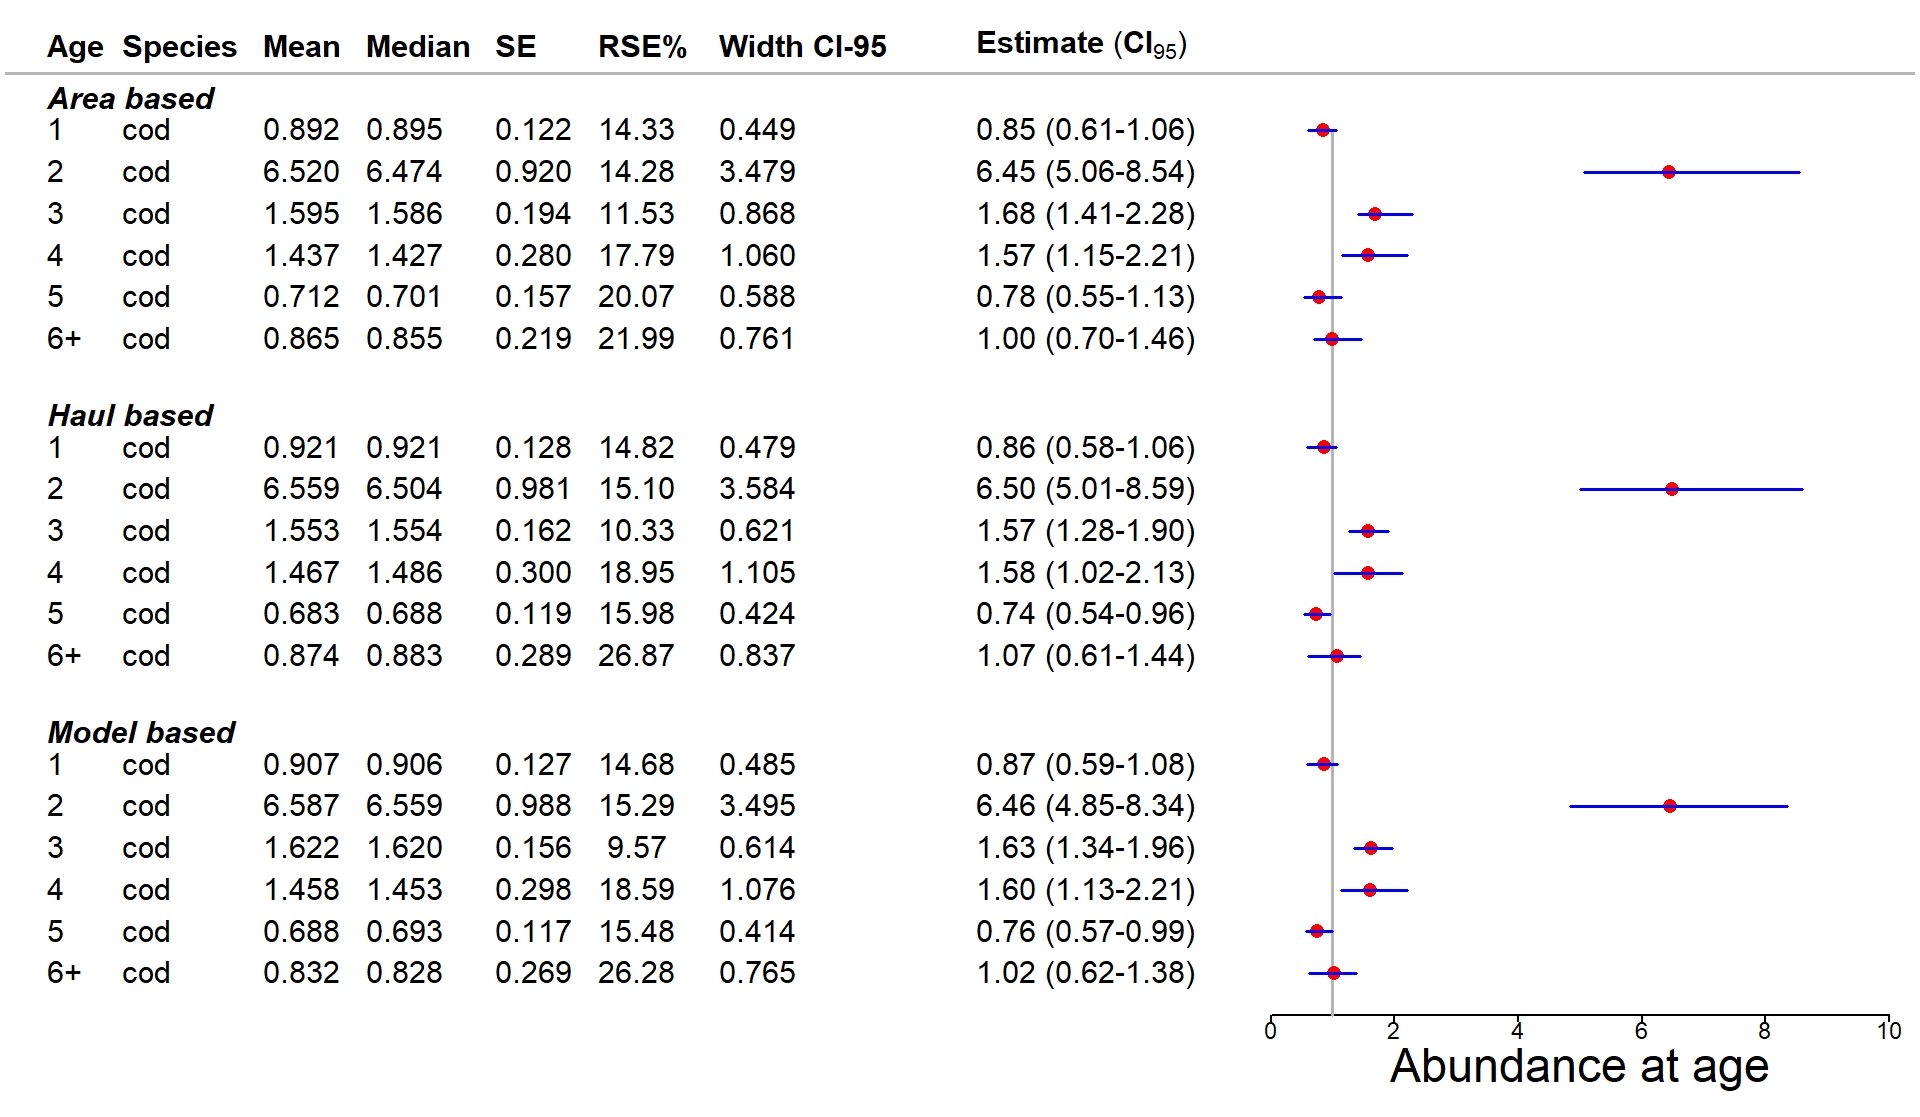 Age Species Mean Median SE RSE% Width CI-95 Estimate (CI95)
Area based
1 cod 0.892 0.895 0.122 14.33 0.449 0.85 (0.61-1.06)
2 cod 6.520 6.474 0.920 14.28 3.479 6.45 (5.06-8.54)
3 cod 1.595 1.586 0.194 11.53 0.868 1.68 (1.41-2.28)
4 cod 1.437 1.427 0.280 17.79 1.060 1.57 (1.15-2.21)
5 cod 0.712 0.701 0.157 20.07 0.588 0.78 (0.55-1.13)
6+ cod 0.865 0.855 0.219 21.99 0.761 1.00 (0.70-1.46)
Haul based
1 cod 0.921 0.921 0.128 14.82 0.479 0.86 (0.58-1.06)
2 cod 6.559 6.504 0.981 15.10 3.584 6.50 (5.01-8.59)
3 cod 1.553 1.554 0.162 10.33 0.621 1.57 (1.28-1.90)
4 cod 1.467 1.486 0.300 18.95 1.105 1.58 (1.02-2.13)
5 cod 0.683 0.688 0.119 15.98 0.424 0.74 (0.54-0.96)
6+ cod 0.874 0.883 0.289 26.87 0.837 1.07 (0.61-1.44)
Model based
1 cod 0.907 0.906 0.127 14.68 0.485 0.87 (0.59-1.08)
2 cod 6.587 6.559 0.988 15.29 3.495 6.46 (4.85-8.34)
3 cod 1.622 1.620 0.156 9.57 0.614 1.63 (1.34-1.96)
4 cod 1.458 1.453 0.298 18.59 1.076 1.60 (1.13-2.21)
5 cod 0.688 0.693 0.117 15.48 0.414 0.76 (0.57-0.99)
6+ cod 0.832 0.828 0.269 26.28 0.765 1.02 (0.62-1.38)
0 2 4 6 8 10
Abundance at age